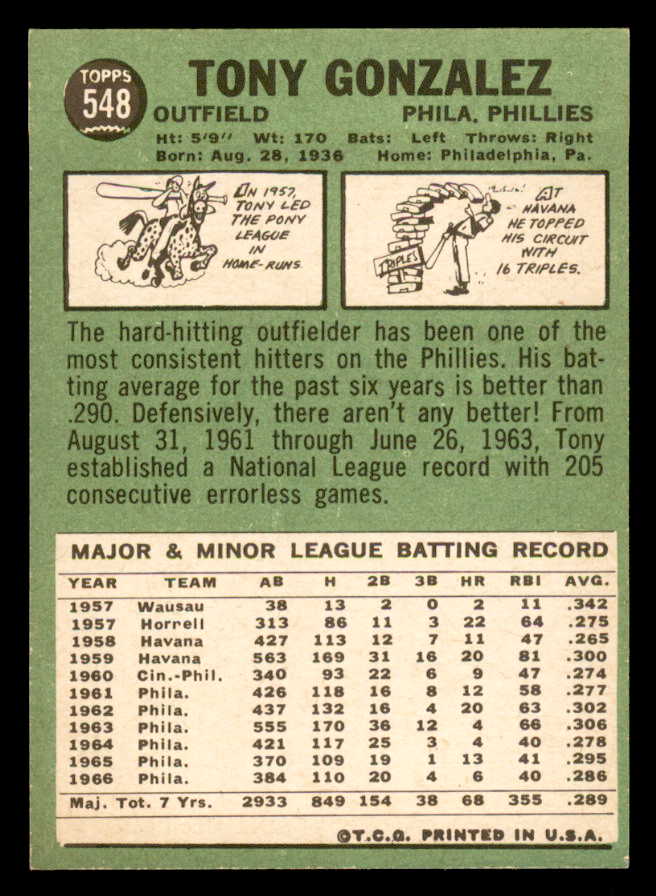 TOPPS
548
TONY GONZALEZ
OUTFIELD PHILA. PHILLIES
Ht: 5'9" Wt: 170 Bats: Left Throws: Right
Born: Aug. 28, 1936 Home: Philadelphia, Pa.
IN 1957,
TONY LED
THE PONY
LEAGUE
IN
HOME-RUNS.
AT
HAVANA
HE TOPPED
HIS CIRCUIT
WITH
16 TRIPLES.
TRIPLES
The hard-hitting outfielder has been one of the
most consistent hitters on the Phillies. His bat-
ting average for the past six years is better than
.290. Defensively, there aren't any better! From
August 31, 1961 through June 26, 1963, Tony
established a National League record with 205
consecutive errorless games.
MAJOR & MINOR LEAGUE BATTING RECORD
YEAR TEAM AB H 2B 3B HR RBI AVG.
1957 Wausau 38 13 2 0 2 11 .342
1957 Horrell 313 86 11 3 22 64 .275
1958 Havana 427 113 12 7 11 47 .265
1959 Havana 563 169 31 16 20 81 .300
1960 Cin.-Phil. 340 93 22 6 9 47 .274
1961 Phila. 426 118 16 8 12 58 .277
1962 Phila. 437 132 16 4 20 63 .302
1963 Phila. 555 170 36 12 4 66 .306
1964 Phila. 421 117 25 3 4 40 .278
1965 Phila. 370 109 19 1 13 41 .295
1966 Phila. 384 110 20 4 6 40 .286
Maj. Tot. 7 Yrs. 2933 849 154 38 68 355 .289
©T.C.G. PRINTED IN U.S.A.